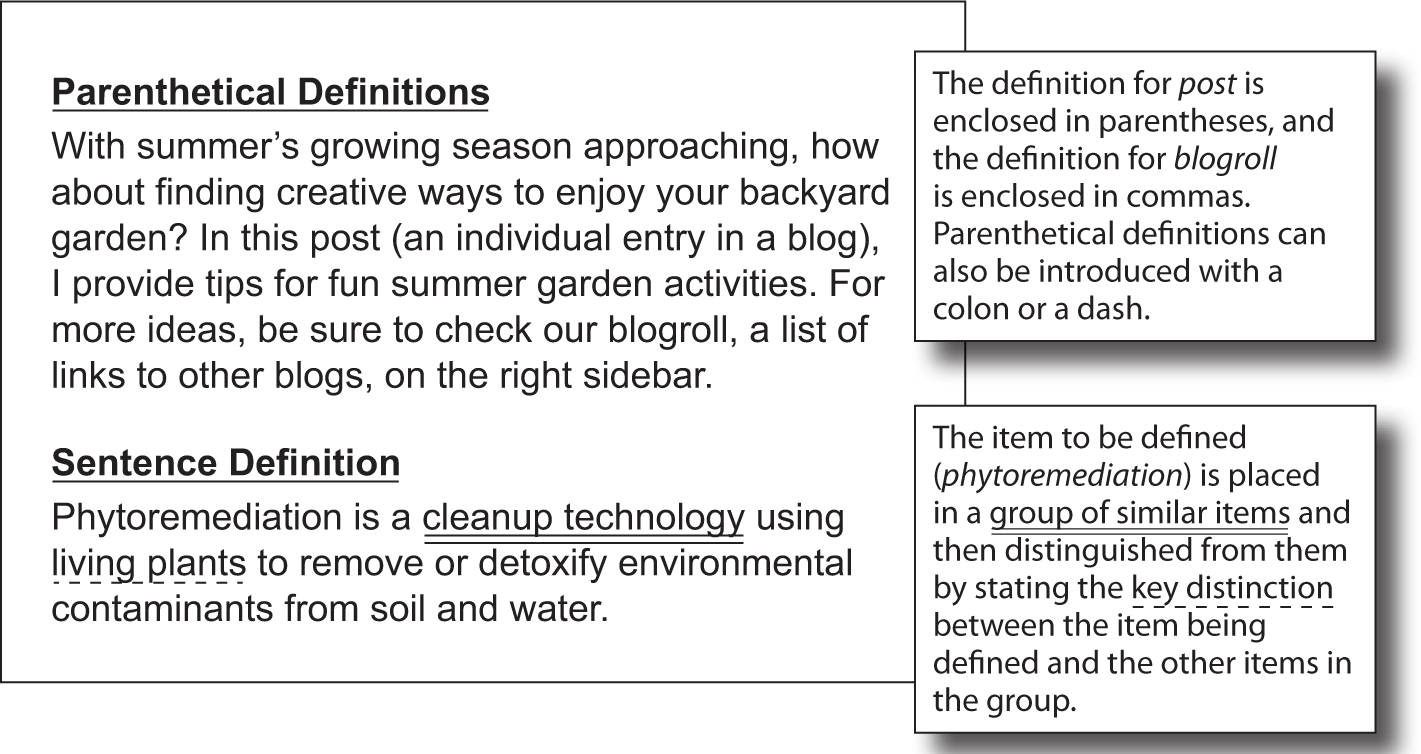 Parenthetical Definitions
With summer’s growing season approaching, how
about finding creative ways to enjoy your backyard
garden? In this post (an individual entry in a blog),
I provide tips for fun summer garden activities. For
more ideas, be sure to check our blogroll, a list of
links to other blogs, on the right sidebar.
The definition for post is
enclosed in parentheses, and
the definition for blogroll
is enclosed in commas.
Parenthetical definitions can
also be introduced with a
colon or a dash.
Sentence Definition
Phytoremediation is a cleanup technology using
living plants to remove or detoxify environmental
contaminants from soil and water.
The item to be defined
(phytoremediation) is placed
in a group of similar items and
then distinguished from them
by stating the key distinction
between the item being
defined and the other items in
the group.